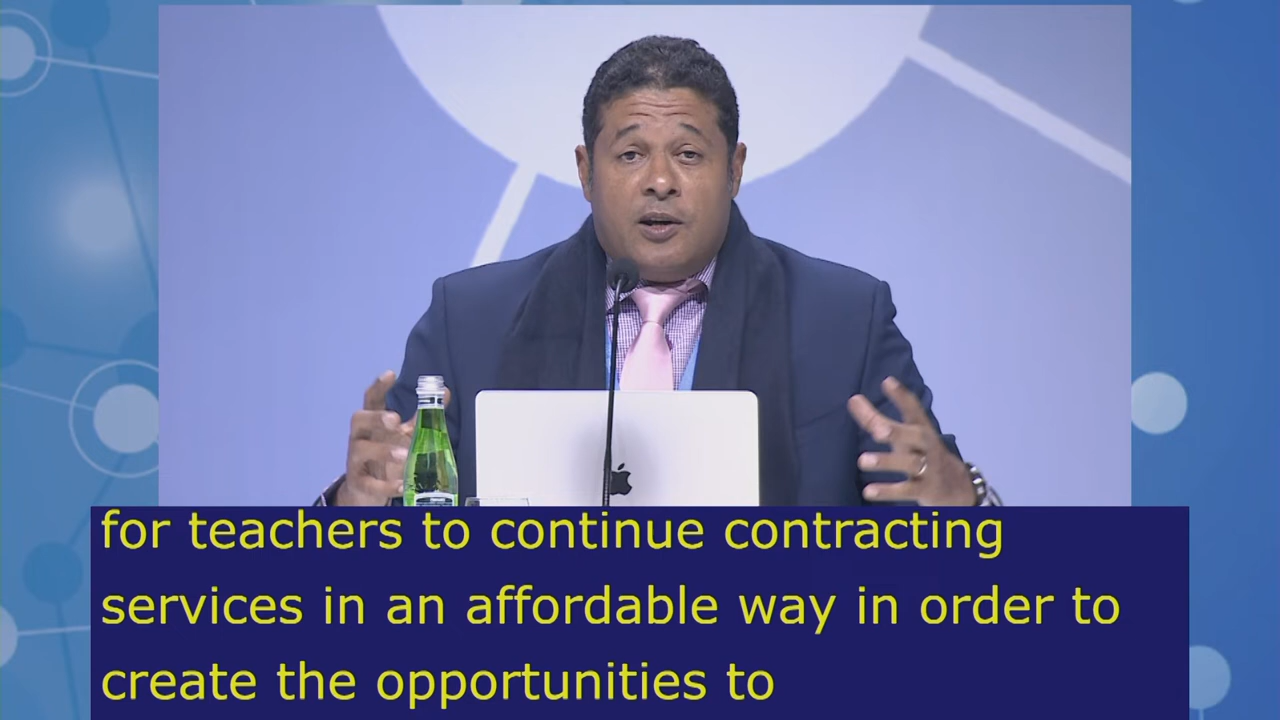 for teachers to continue contracting
services in an affordable way in order to
create the opportunities to